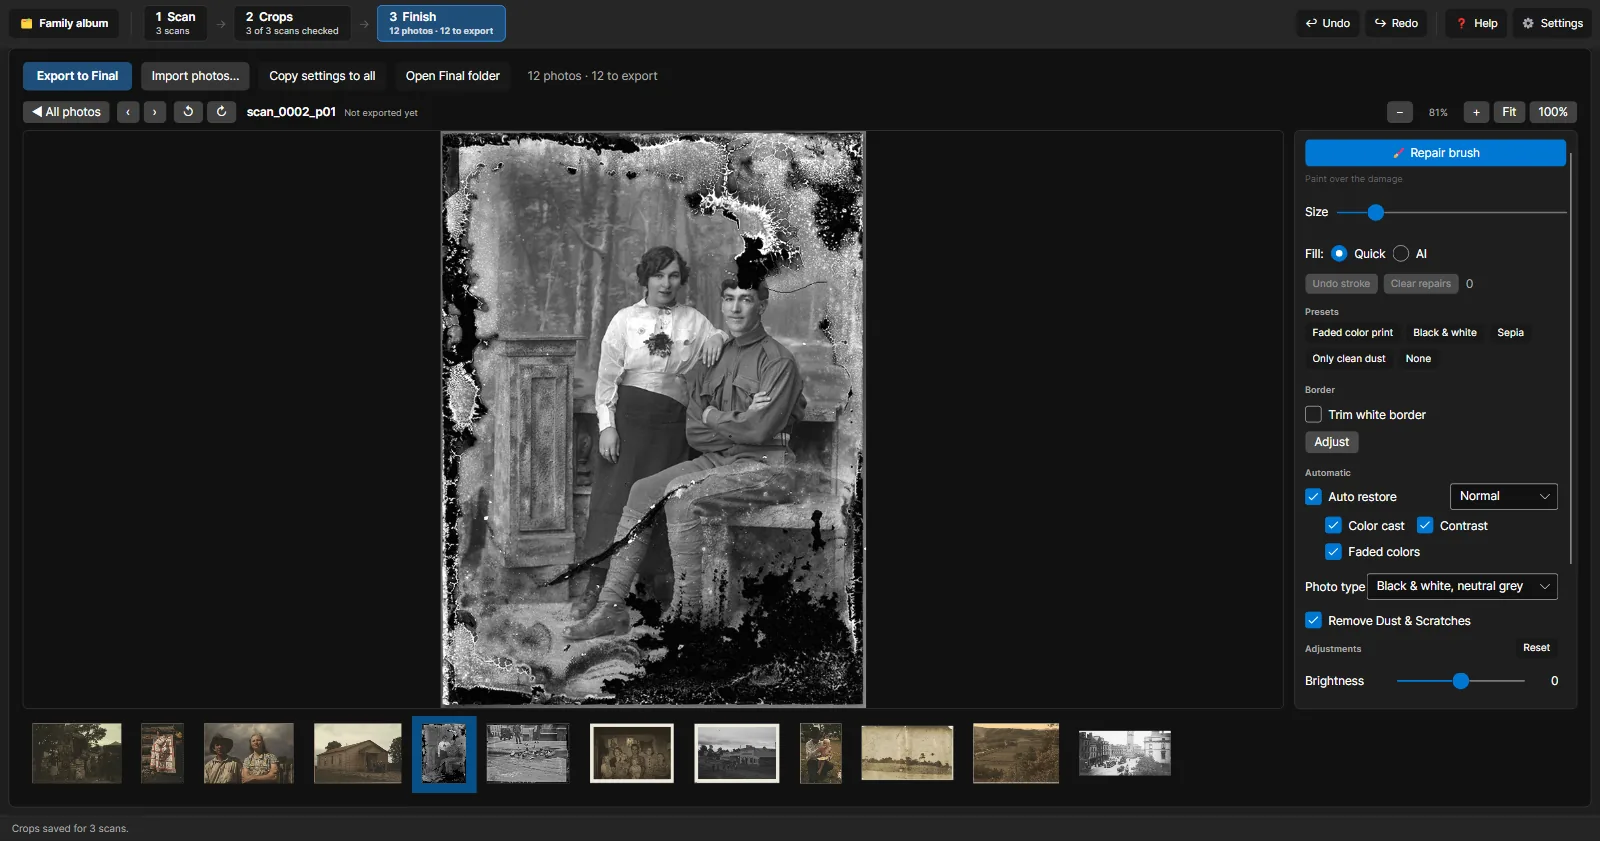 Family album
1 Scan
3 scans
2 Crops
3 of 3 scans checked
3 Finish
12 photos · 12 to export
Undo
Redo
Help
Settings
Export to Final
Import photos...
Copy settings to all
Open Final folder
12 photos · 12 to export
All photos
scan_0002_p01
Not exported yet
81%
Fit
100%
Repair brush
Paint over the damage
Size
Fill:
Quick
AI
Undo stroke
Clear repairs
0
Presets
Faded color print
Black & white
Sepia
Only clean dust
None
Border
Trim white border
Adjust
Automatic
Auto restore
Normal
Color cast
Contrast
Faded colors
Photo type
Black & white, neutral grey
Remove Dust & Scratches
Adjustments
Reset
Brightness
0
Crops saved for 3 scans.